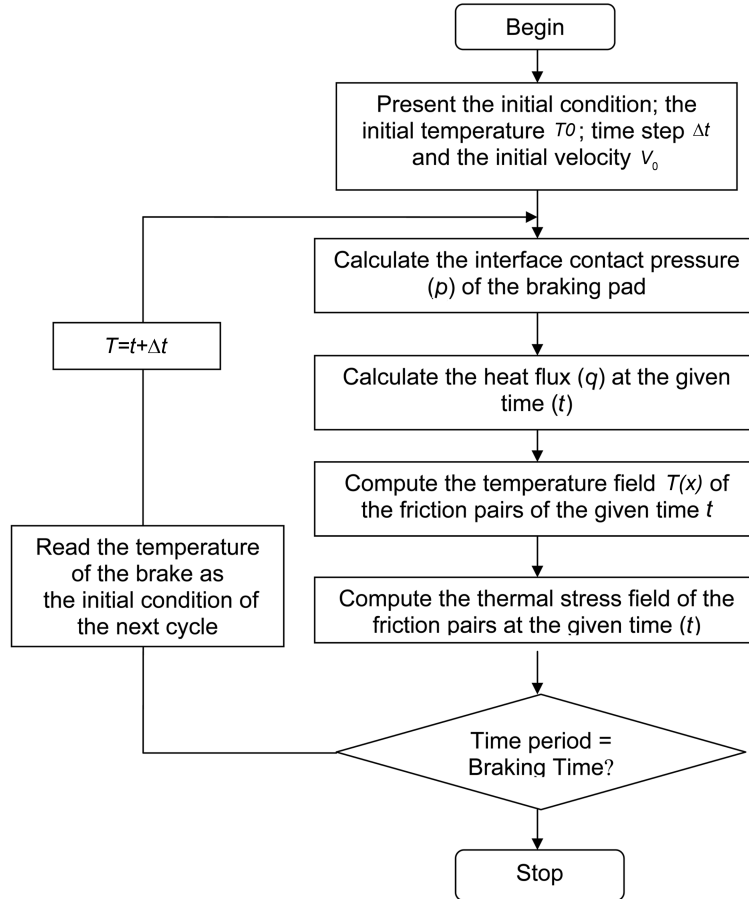 Begin
Present the initial condition; the
initial temperature T0; time step Δt
and the initial velocity V₀
Calculate the interface contact pressure
(p) of the braking pad
T=t+Δt
Calculate the heat flux (q) at the given
time (t)
Compute the temperature field T(x) of
the friction pairs of the given time t
Read the temperature
of the brake as
the initial condition of
the next cycle
Compute the thermal stress field of the
friction pairs at the given time (t)
Time period =
Braking Time?
Stop